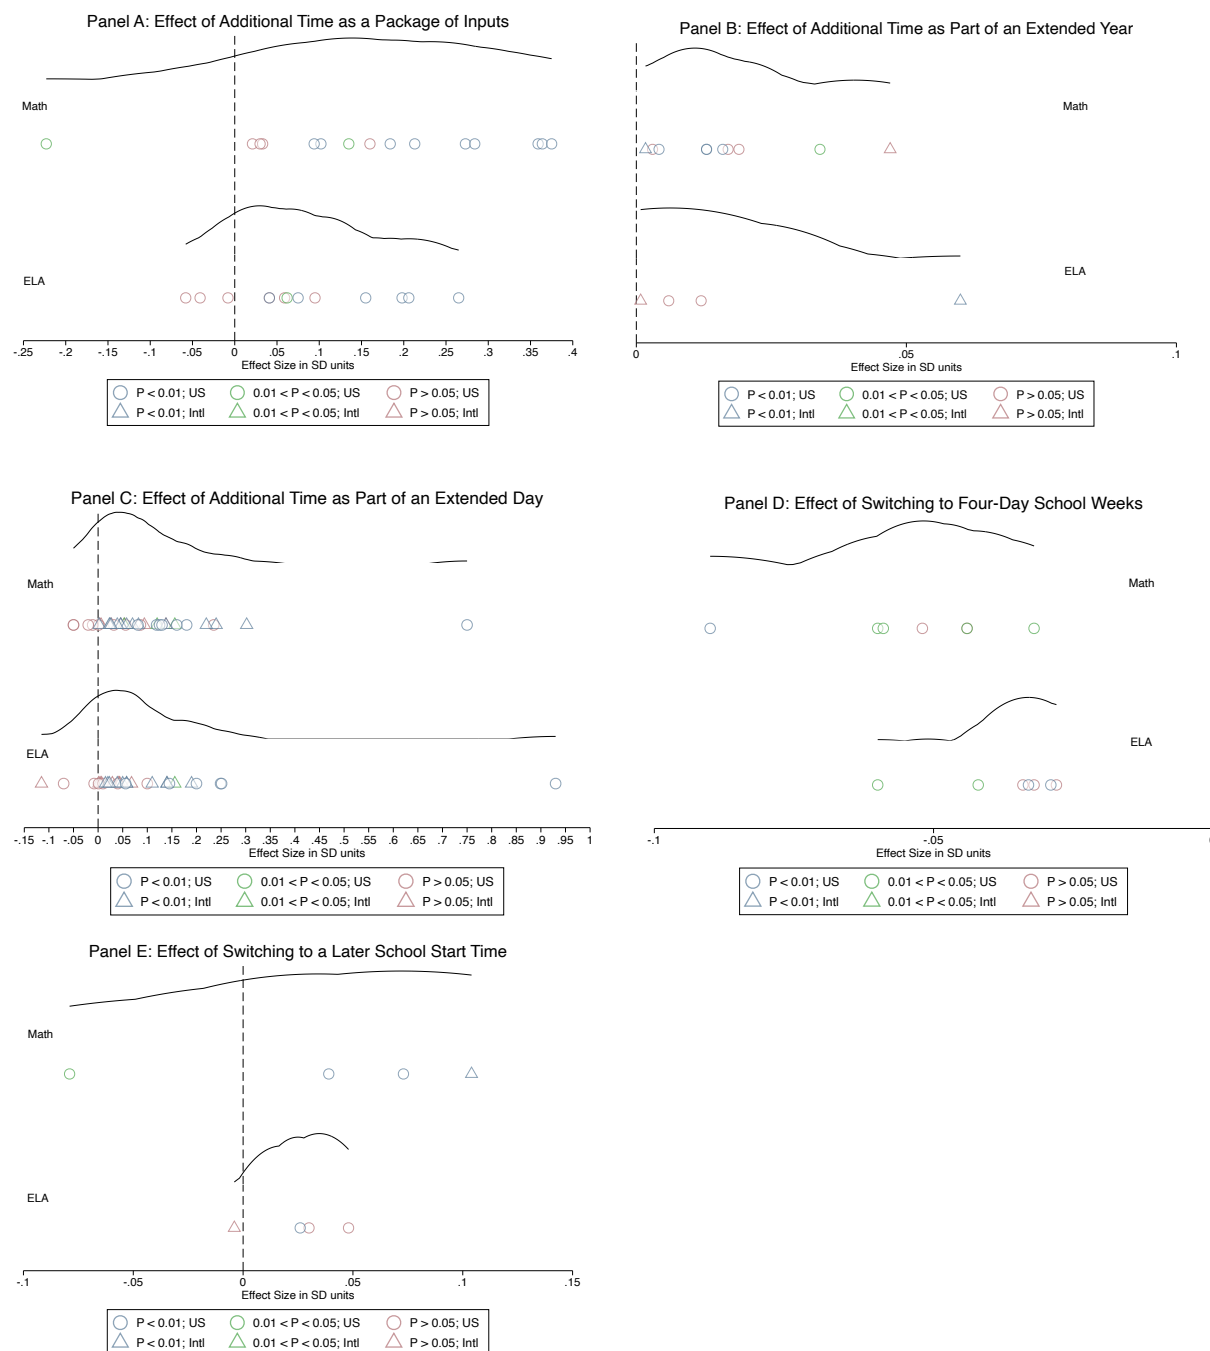 Panel A: Effect of Additional Time as a Package of Inputs
Math
ELA
-.25 -.2 -.15 -.1 -.05 0 .05 .1 .15 .2 .25 .3 .35 .4
Effect Size in SD units
P < 0.01; US 0.01 < P < 0.05; US P > 0.05; US
P < 0.01; Intl 0.01 < P < 0.05; Intl P > 0.05; Intl
Panel B: Effect of Additional Time as Part of an Extended Year
Math
ELA
0 .05 .1
Effect Size in SD units
P < 0.01; US 0.01 < P < 0.05; US P > 0.05; US
P < 0.01; Intl 0.01 < P < 0.05; Intl P > 0.05; Intl
Panel C: Effect of Additional Time as Part of an Extended Day
Math
ELA
-.15 -.1 -.05 0 .05 .1 .15 .2 .25 .3 .35 .4 .45 .5 .55 .6 .65 .7 .75 .8 .85 .9 .95 1
Effect Size in SD units
P < 0.01; US 0.01 < P < 0.05; US P > 0.05; US
P < 0.01; Intl 0.01 < P < 0.05; Intl P > 0.05; Intl
Panel D: Effect of Switching to Four-Day School Weeks
Math
ELA
-.1 -.05
Effect Size in SD units
P < 0.01; US 0.01 < P < 0.05; US P > 0.05; US
P < 0.01; Intl 0.01 < P < 0.05; Intl P > 0.05; Intl
Panel E: Effect of Switching to a Later School Start Time
Math
ELA
-.1 -.05 0 .05 .1 .15
Effect Size in SD units
P < 0.01; US 0.01 < P < 0.05; US P > 0.05; US
P < 0.01; Intl 0.01 < P < 0.05; Intl P > 0.05; Intl